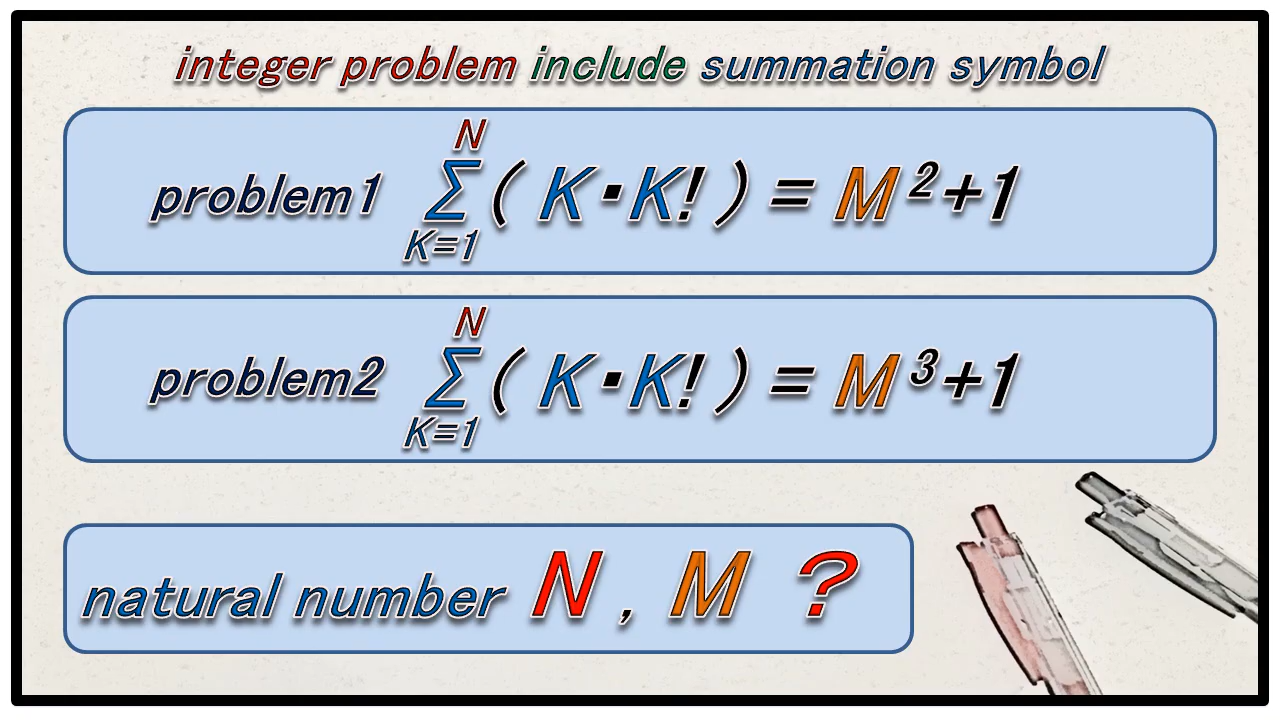 integer problem include summation symbol
problem1 N Σ K=1 ( K・K! ) = M²+1
problem2 N Σ K=1 ( K・K! ) = M³+1
natural number N , M ?